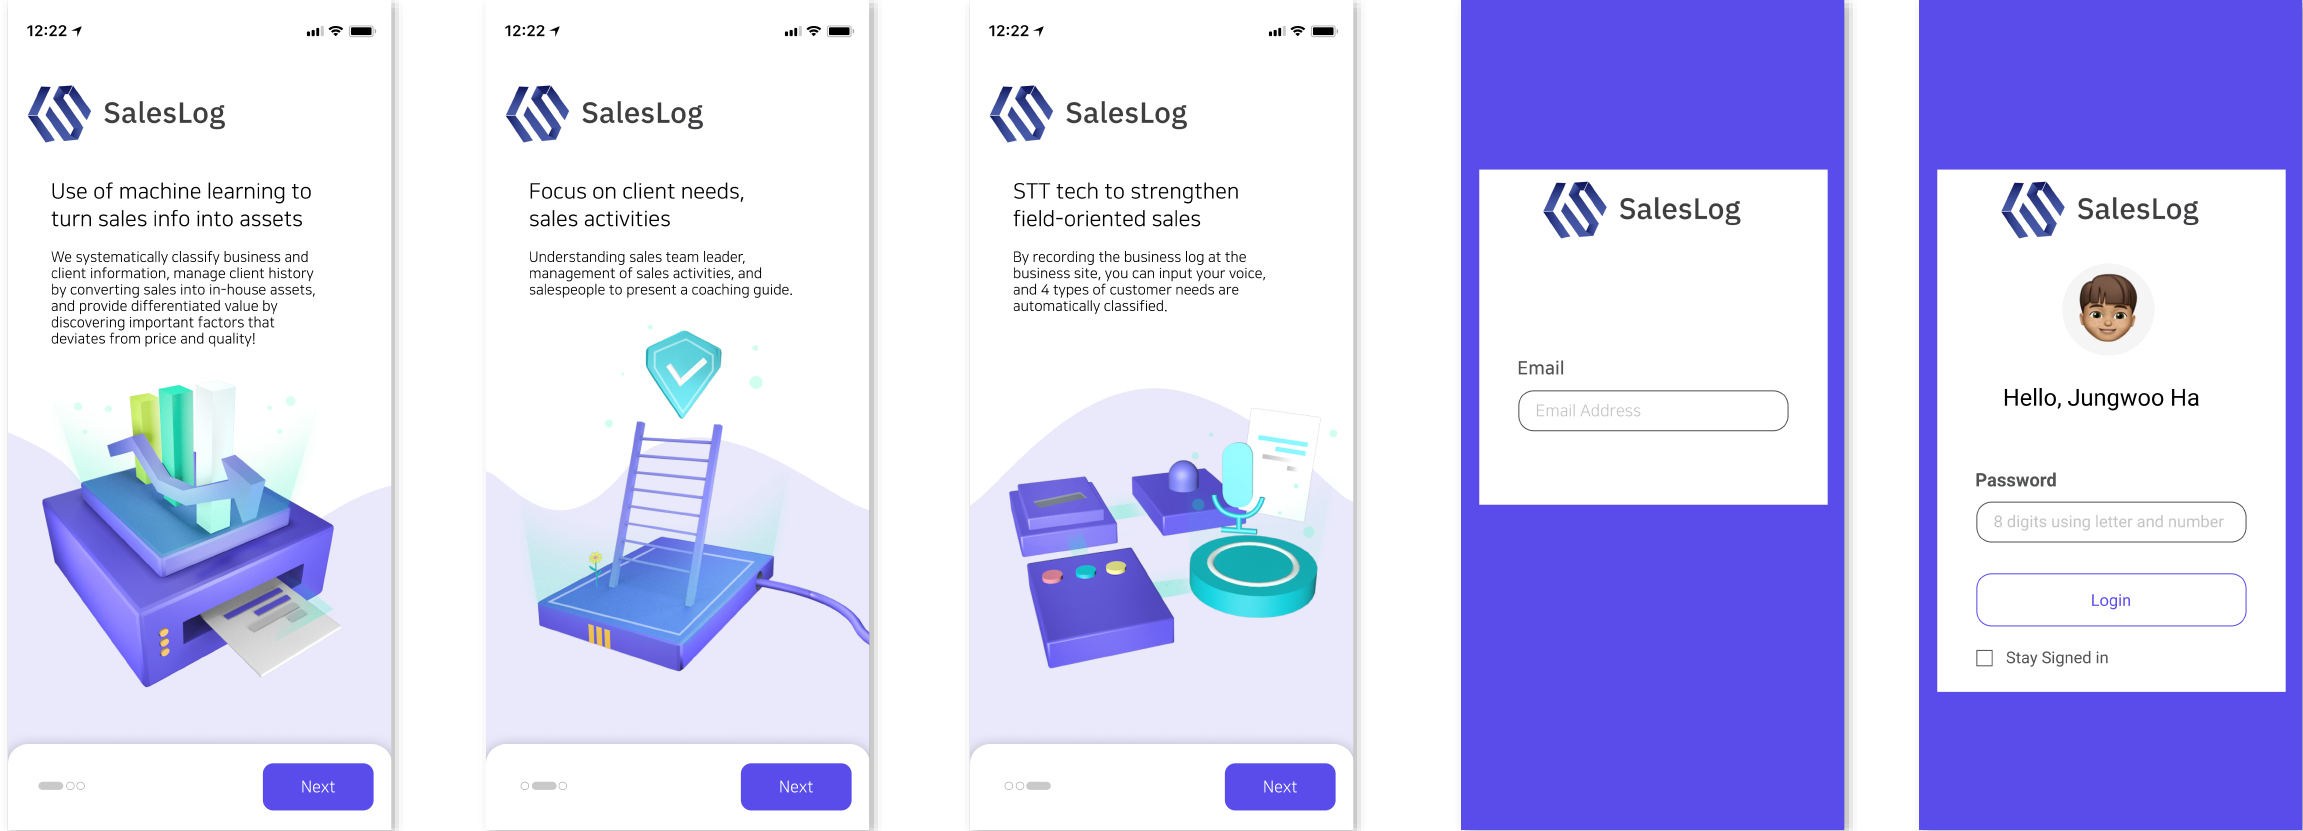 12:22
SalesLog
Use of machine learning to
turn sales info into assets
We systematically classify business and
client information, manage client history
by converting sales into in-house assets,
and provide differentiated value by
discovering important factors that
deviates from price and quality!
Next
12:22
SalesLog
Focus on client needs,
sales activities
Understanding sales team leader,
management of sales activities, and
salespeople to present a coaching guide.
Next
12:22
SalesLog
STT tech to strengthen
field-oriented sales
By recording the business log at the
business site, you can input your voice,
and 4 types of customer needs are
automatically classified.
Next
SalesLog
Email
Email Address
SalesLog
Hello, Jungwoo Ha
Password
8 digits using letter and number
Login
Stay Signed in